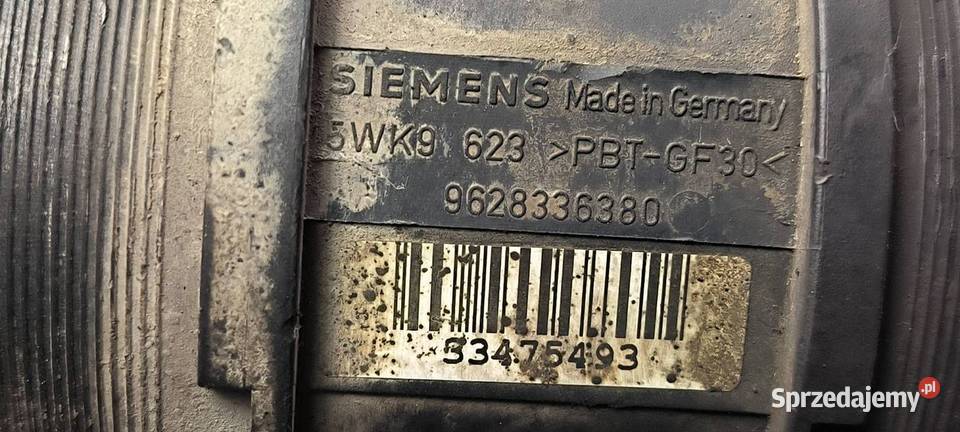 SIEMENS Made in Germany
5WK9 623 >PBT-GF30<
9628336380
33475493
Sprzedajemy.pl